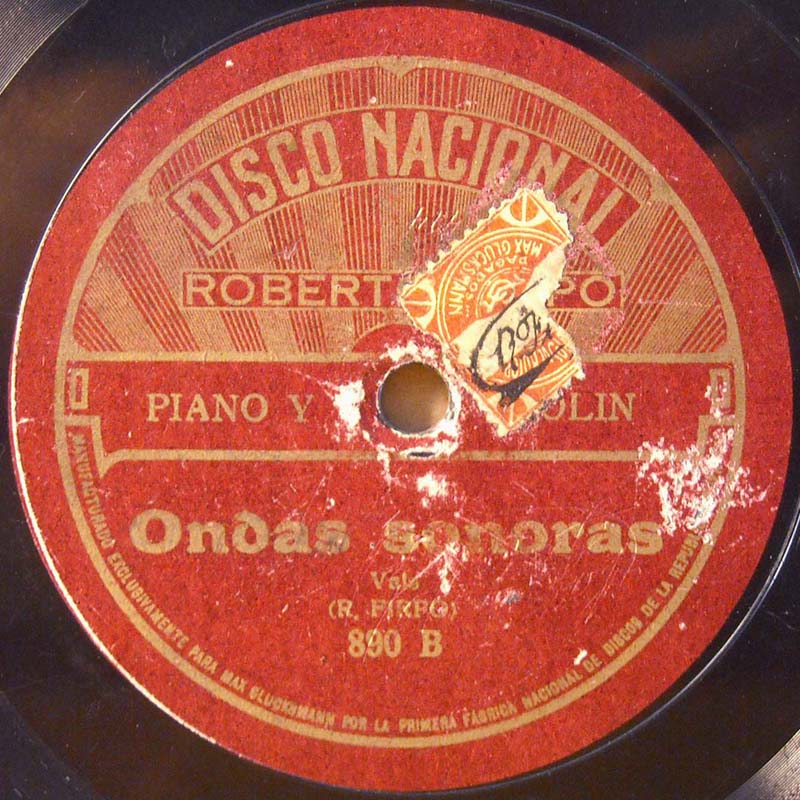 DISCO NACIONAL
ROBERT
PO
PIANO Y
OLIN
Ondas sonoras
Vals
(R. FIRPO)
890 B
MANUFACTURADO EXCLUSIVAMENTE PARA MAX GLUCKSMANN POR LA PRIMERA FABRICA NACIONAL DE DISCOS DE LA REPUB
MAX GLUCKSMANN